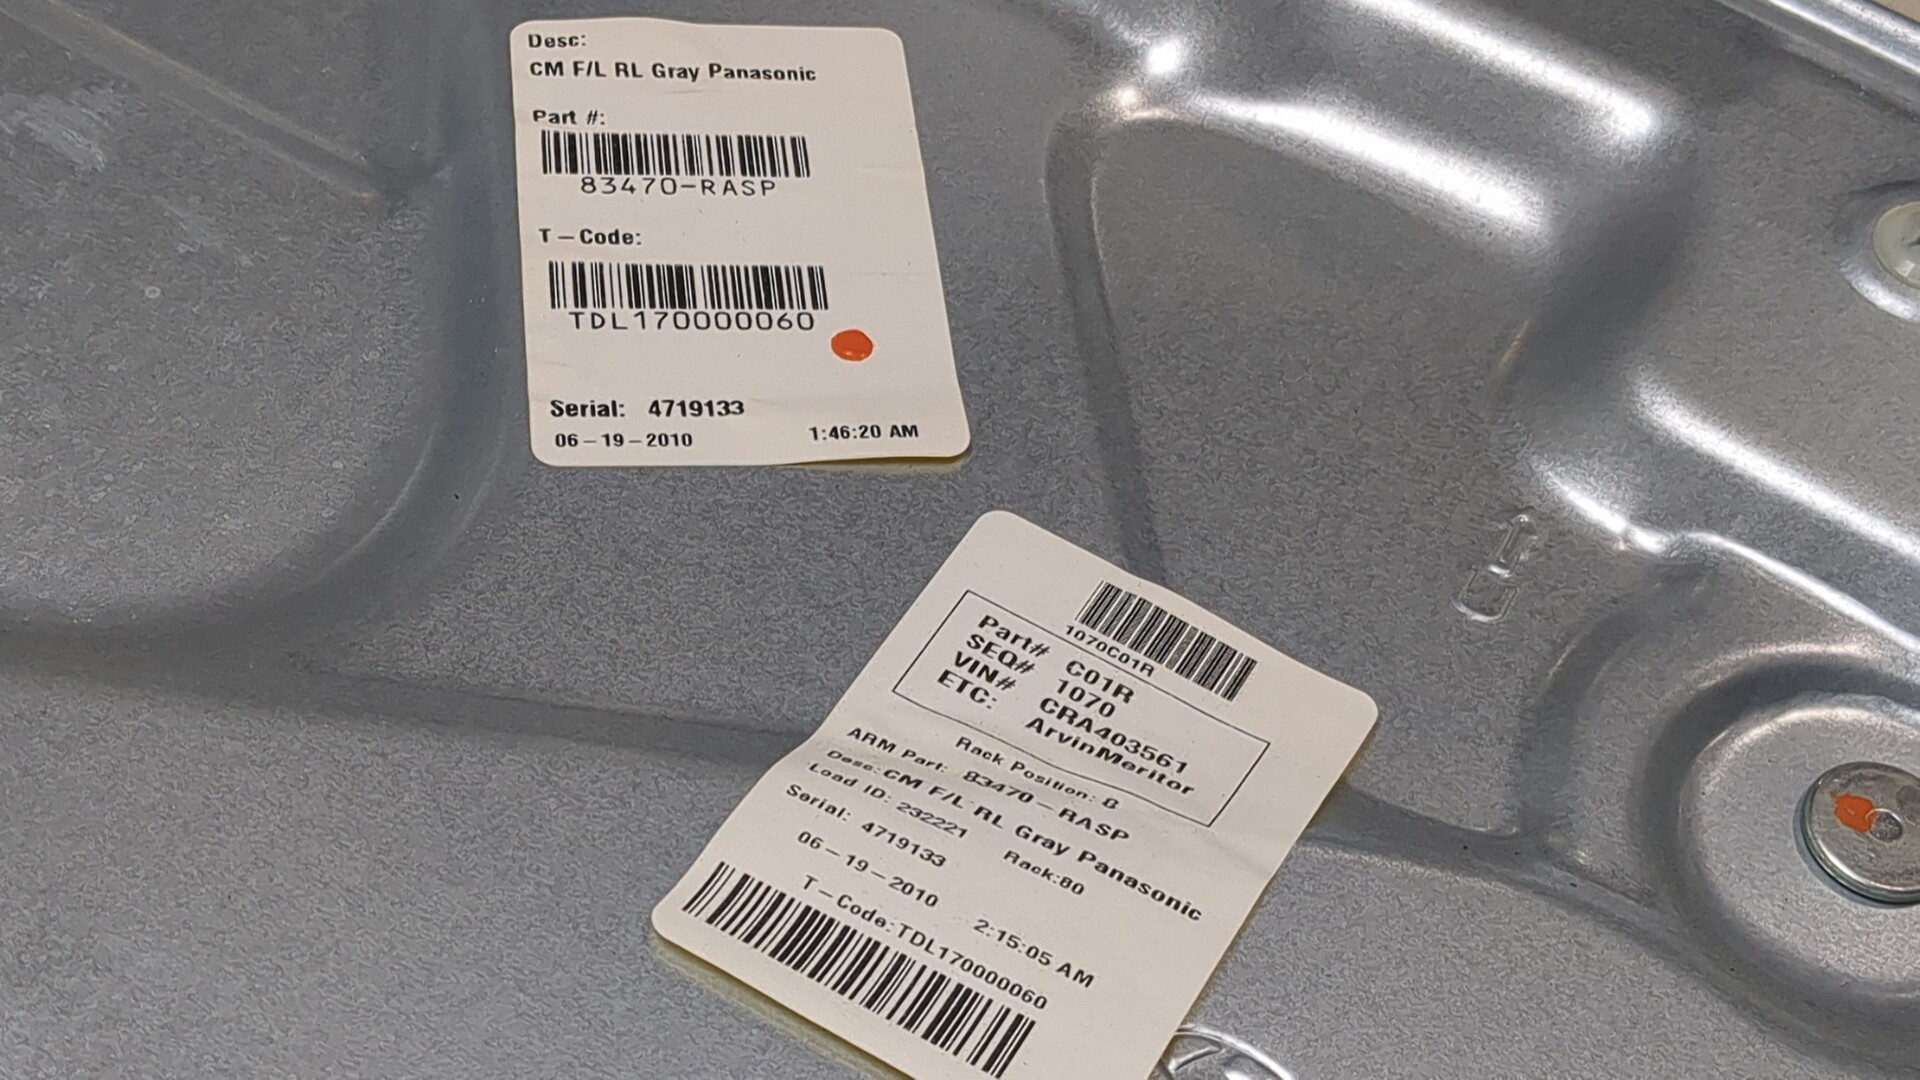 Desc:
CM F/L RL Gray Panasonic
Part #:
83470-RASP
T-Code:
TDL170000060
Serial: 4719133
06-19-2010 1:46:20 AM
1070C01R
Part# C01R
SEQ# 1070
VIN# CRA403561
ETC: ArvinMeritor
Rack Position: B
ARM Part: 83470-RASP
Desc: CM F/L RL Gray Panasonic
Load ID: 232221 Rack:80
Serial: 4719133
06-19-2010 2:15:05 AM
T-Code: TDL170000060